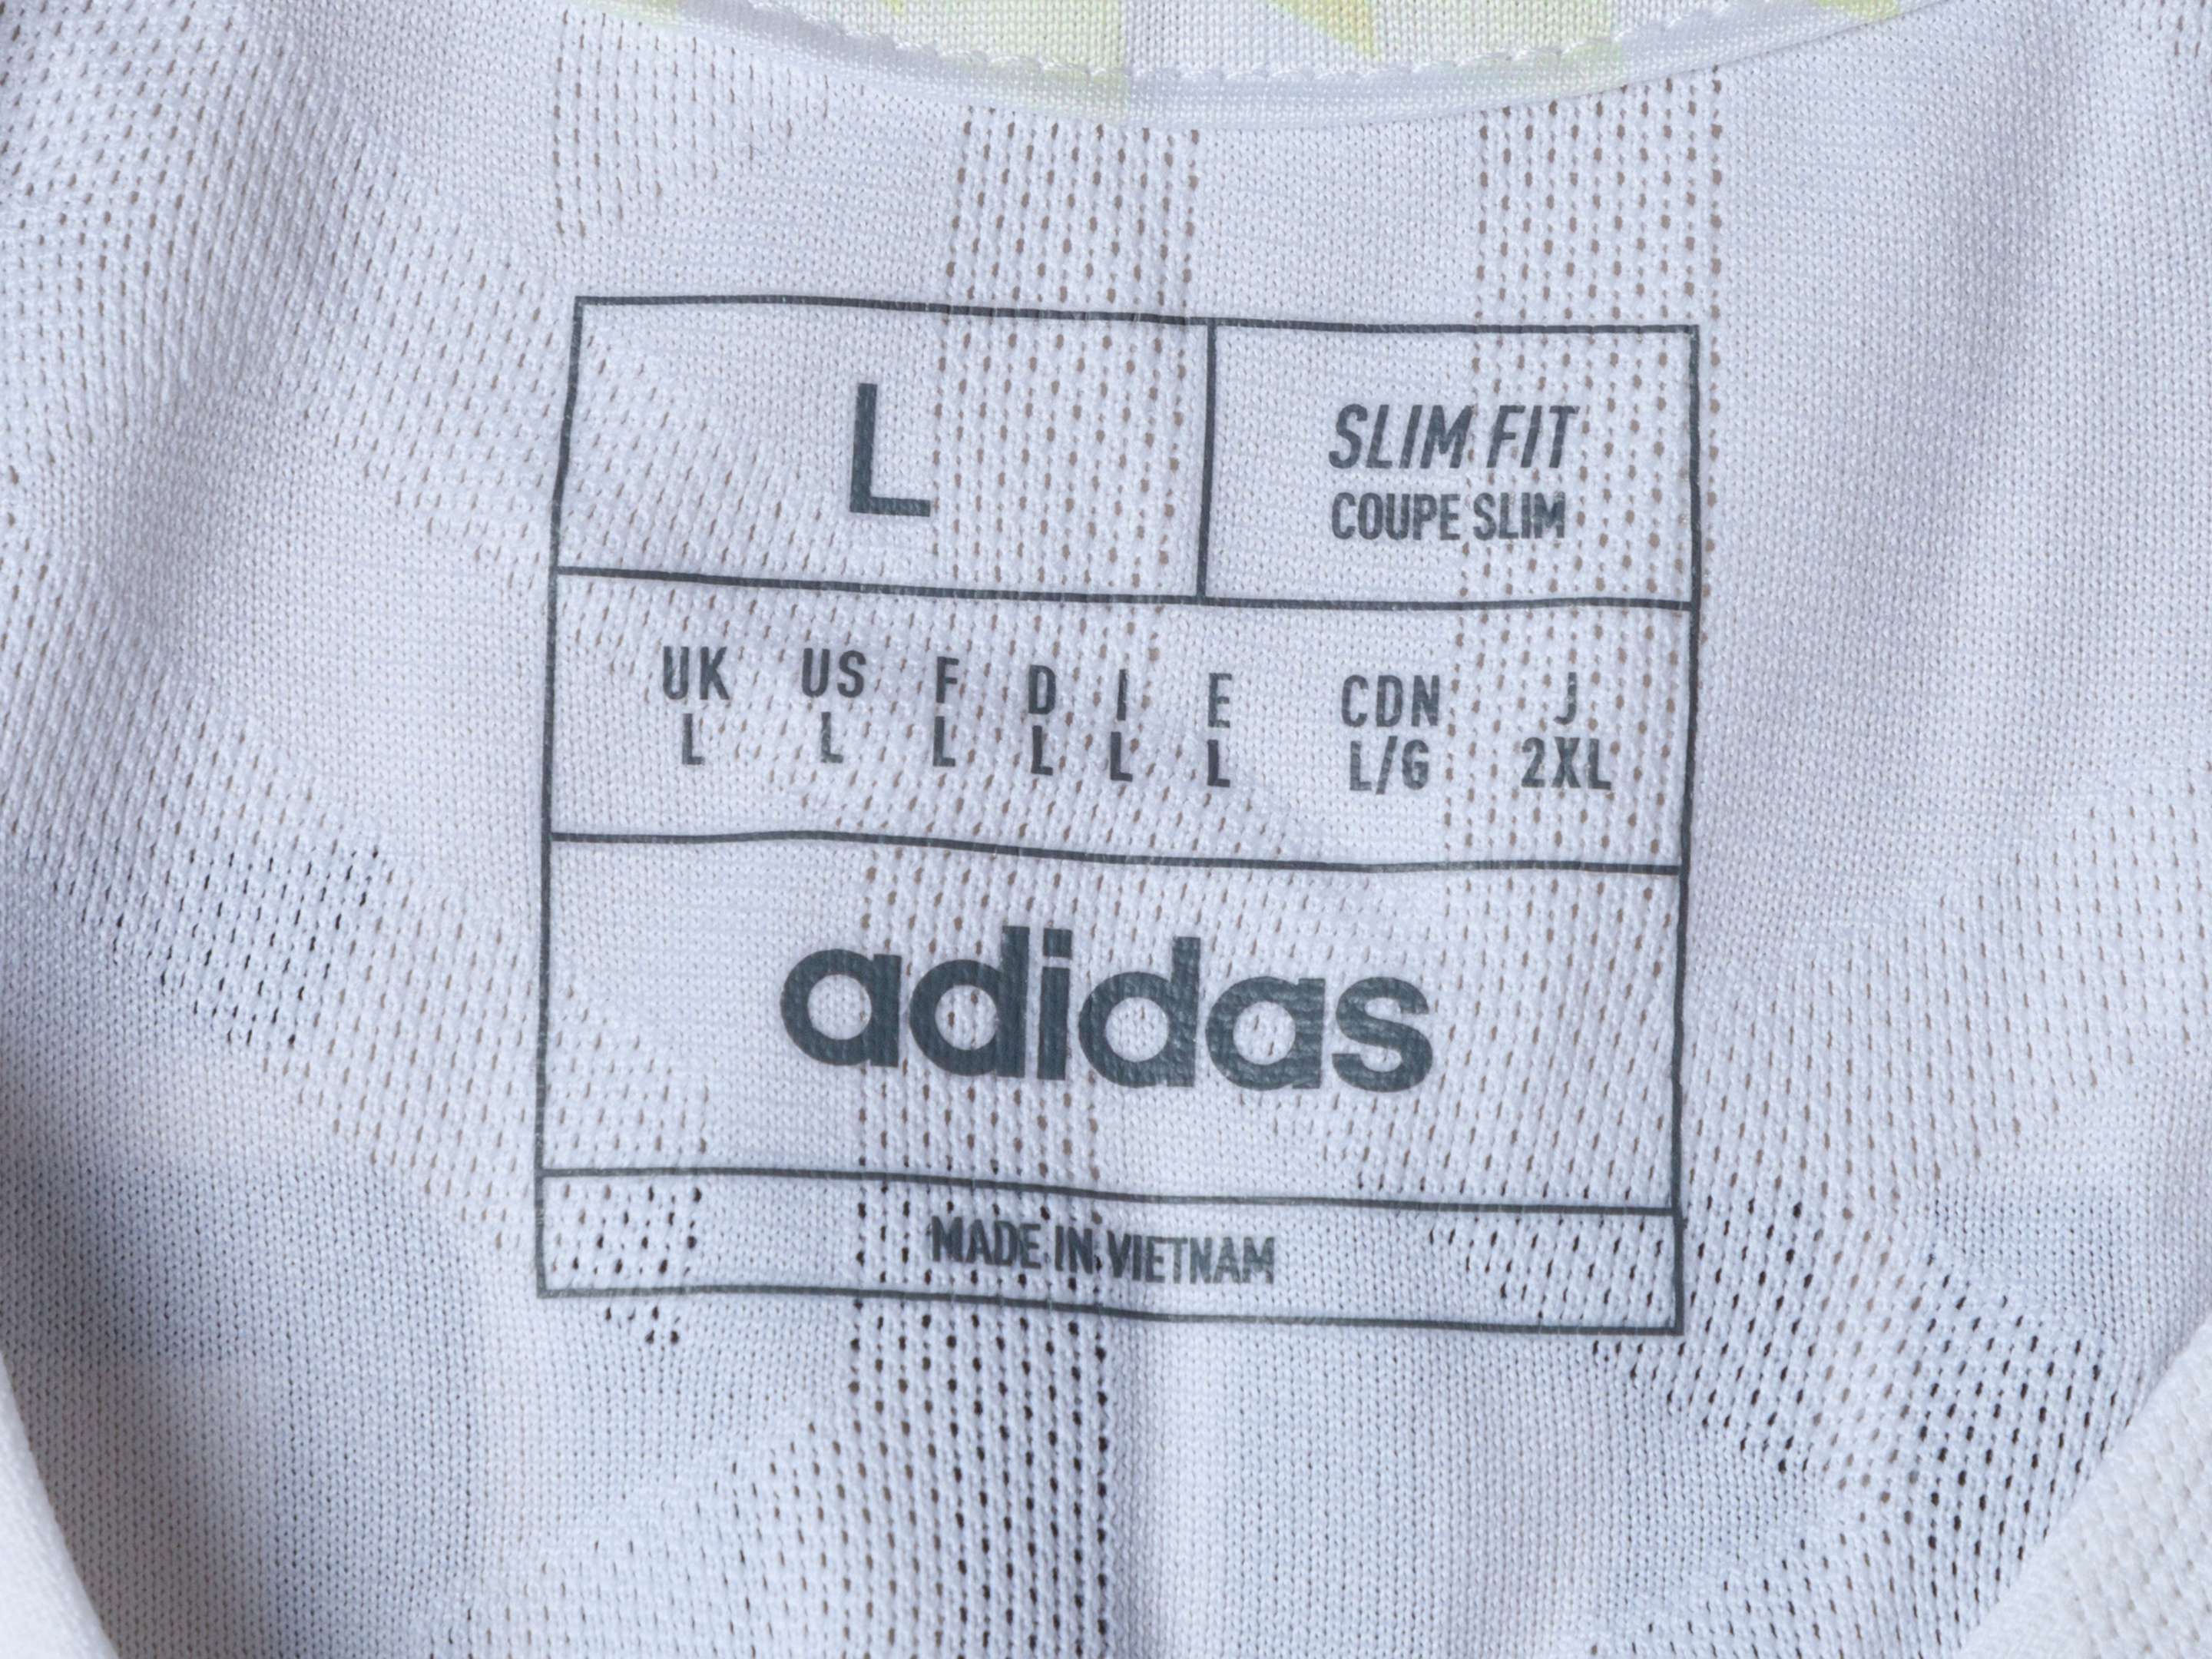 L
SLIM FIT
COUPE SLIM
UK US F D I E CDN J
L L L L L L L/G 2XL
adidas
MADE IN VIETNAM